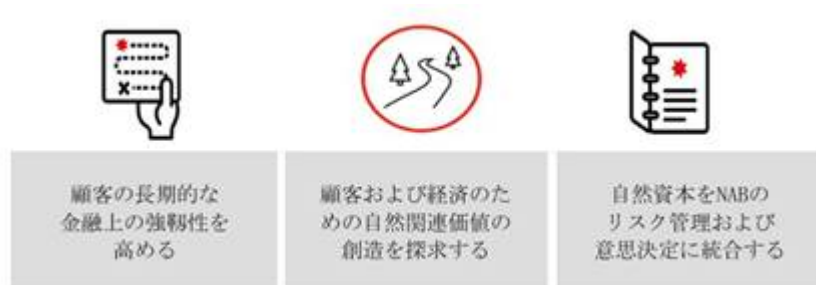 顧客の長期的な
金融上の強靱性を
高める
顧客および経済のた
めの自然関連価値の
創造を探求する
自然資本をNABの
リスク管理および
意思決定に統合する